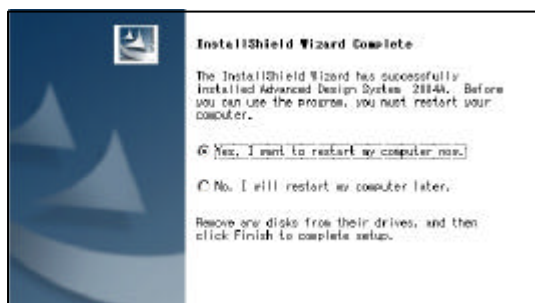 InstallShield Wizard Complete
The InstallShield Wizard has successfully
installed Advanced Design System 2004A. Before
you can use the program, you must restart your
computer.
Yes, I want to restart my computer now.
No, I will restart my computer later.
Remove any disks from their drives, and then
click Finish to complete setup.